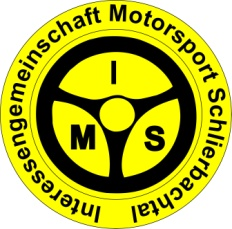 Interessengemeinschaft Motorsport Schlierbachtal
I
M S